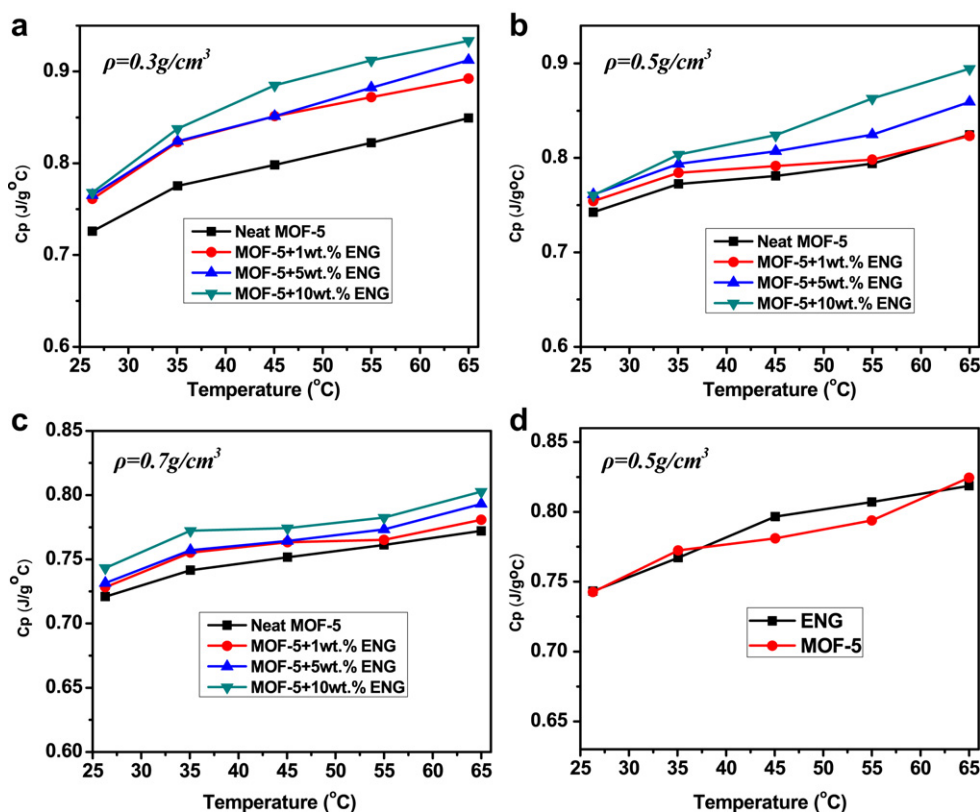 a
ρ=0.3g/cm³
Cp (J/g°C)
0.9
0.8
0.7
0.6
Neat MOF-5
MOF-5+1wt.% ENG
MOF-5+5wt.% ENG
MOF-5+10wt.% ENG
25 30 35 40 45 50 55 60 65
Temperature (°C)
b
ρ=0.5g/cm³
Cp (J/g°C)
0.9
0.8
0.7
0.6
Neat MOF-5
MOF-5+1wt.% ENG
MOF-5+5wt.% ENG
MOF-5+10wt.% ENG
25 30 35 40 45 50 55 60 65
Temperature (°C)
c
ρ=0.7g/cm³
Cp (J/g°C)
0.85
0.80
0.75
0.70
0.65
0.60
Neat MOF-5
MOF-5+1wt.% ENG
MOF-5+5wt.% ENG
MOF-5+10wt.% ENG
25 30 35 40 45 50 55 60 65
Temperature (°C)
d
ρ=0.5g/cm³
Cp (J/g°C)
0.85
0.80
0.75
0.70
0.65
ENG
MOF-5
25 30 35 40 45 50 55 60 65
Temperature (°C)